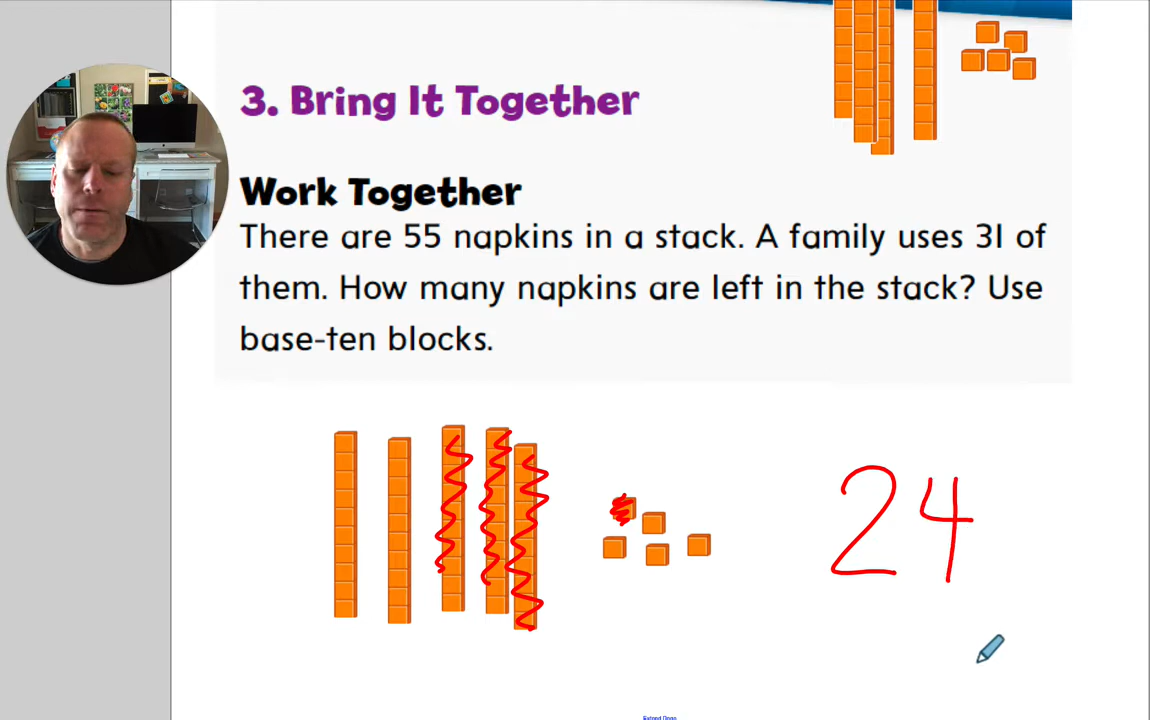 3. Bring It Together
Work Together
There are 55 napkins in a stack. A family uses 31 of
them. How many napkins are left in the stack? Use
base-ten blocks.
24